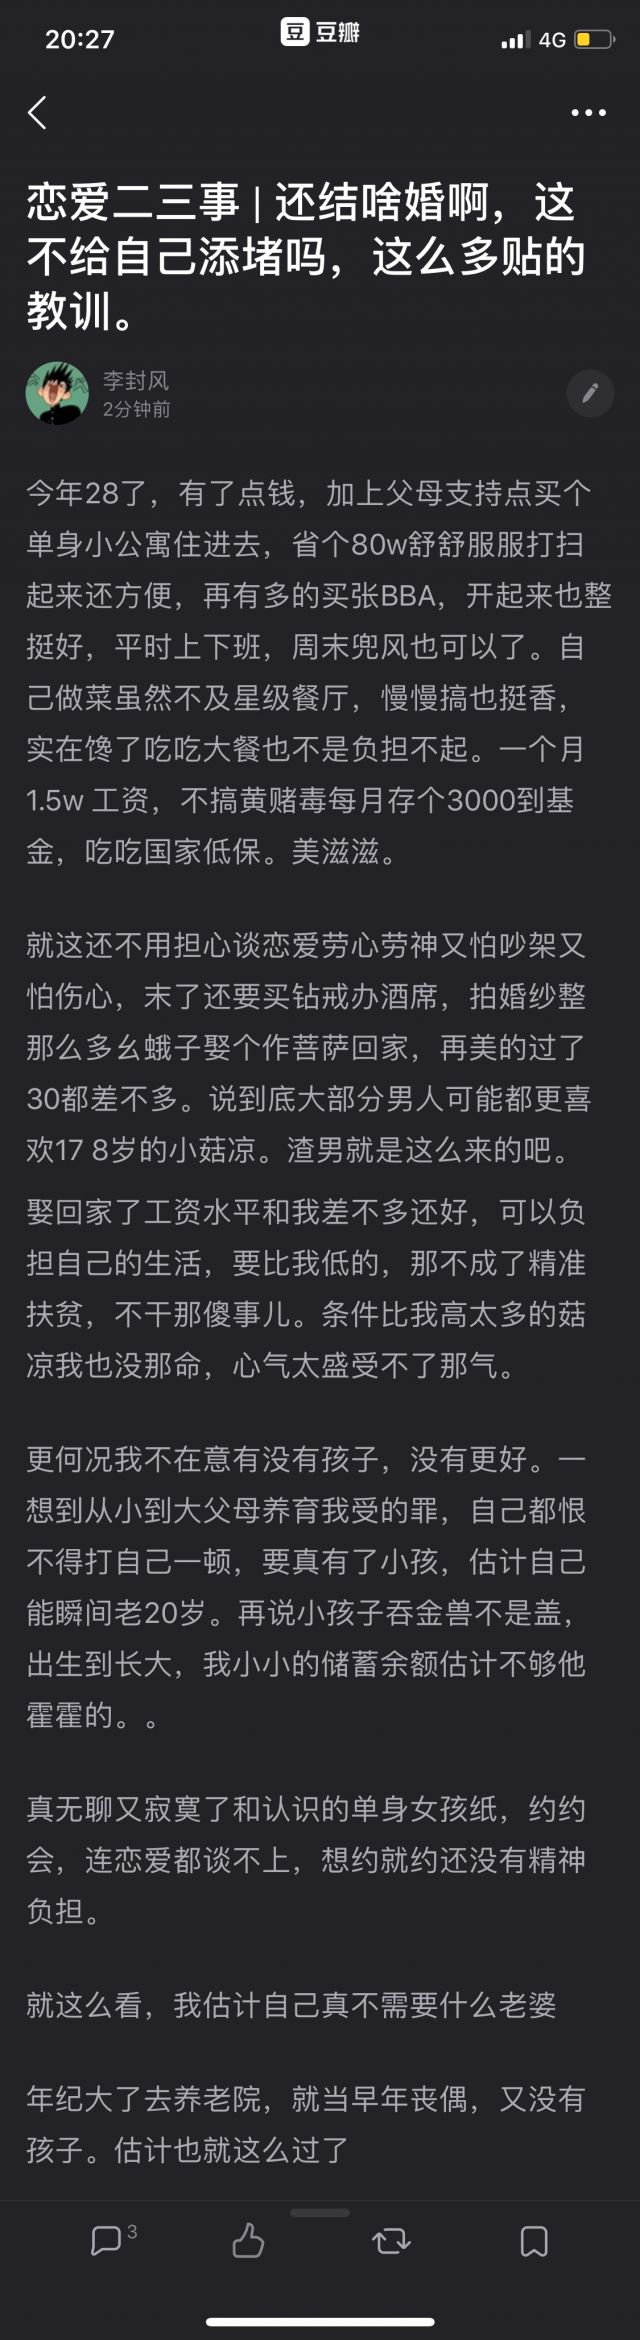 20:27
豆 豆瓣
4G
恋爱二三事 | 还结啥婚啊，这
不给自己添堵吗，这么多贴的
教训。
李封风
2分钟前
今年28了，有了点钱，加上父母支持点买个
单身小公寓住进去，省个80w舒舒服服打扫
起来还方便，再有多的买张BBA，开起来也整
挺好，平时上下班，周末兜风也可以了。自
己做菜虽然不及星级餐厅，慢慢搞也挺香，
实在馋了吃吃大餐也不是负担不起。一个月
1.5w 工资，不搞黄赌毒每月存个3000到基
金，吃吃国家低保。美滋滋。
就这还不用担心谈恋爱劳心劳神又怕吵架又
怕伤心，末了还要买钻戒办酒席，拍婚纱整
那么多幺蛾子娶个作菩萨回家，再美的过了
30都差不多。说到底大部分男人可能都更喜
欢17 8岁的小菇凉。渣男就是这么来的吧。
娶回家了工资水平和我差不多还好，可以负
担自己的生活，要比我低的，那不成了精准
扶贫，不干那傻事儿。条件比我高太多的菇
凉我也没那命，心气太盛受不了那气。
更何况我不在意有没有孩子，没有更好。一
想到从小到大父母养育我受的罪，自己都恨
不得打自己一顿，要真有了小孩，估计自己
能瞬间老20岁。再说小孩子吞金兽不是盖，
出生到长大，我小小的储蓄余额估计不够他
霍霍的。。
真无聊又寂寞了和认识的单身女孩纸，约约
会，连恋爱都谈不上，想约就约还没有精神
负担。
就这么看，我估计自己真不需要什么老婆
年纪大了去养老院，就当早年丧偶，又没有
孩子。估计也就这么过了
3